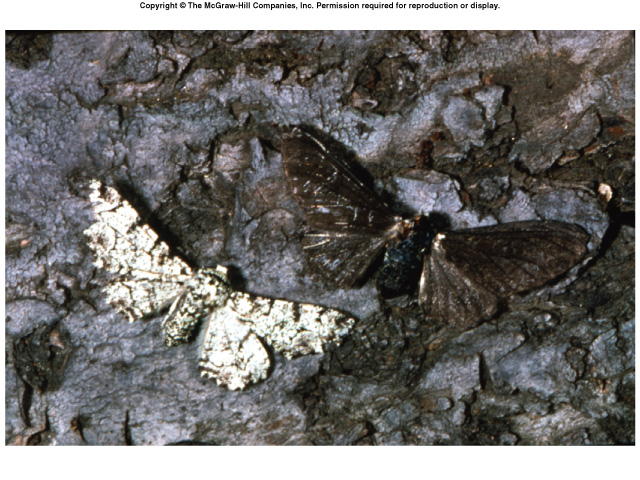 Copyright © The McGraw-Hill Companies, Inc. Permission required for reproduction or display.